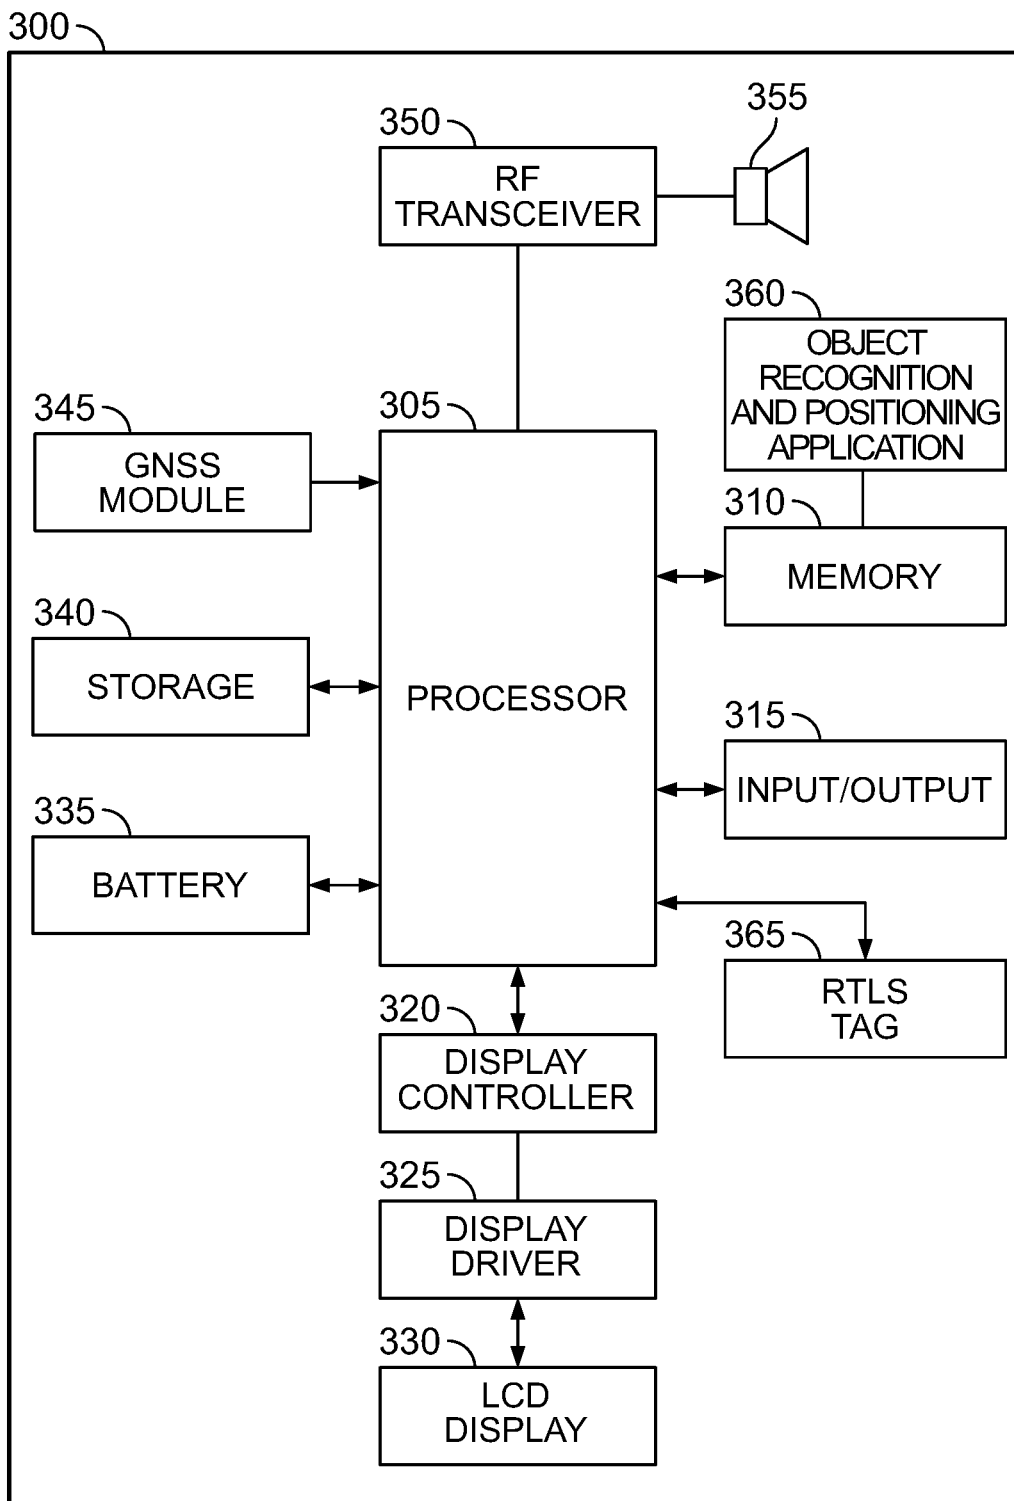 300
355
350
RF
TRANSCEIVER
360
OBJECT
RECOGNITION
AND POSITIONING
APPLICATION
345
GNSS
MODULE
305
PROCESSOR
310
MEMORY
340
STORAGE
315
INPUT/OUTPUT
335
BATTERY
365
RTLS
TAG
320
DISPLAY
CONTROLLER
325
DISPLAY
DRIVER
330
LCD
DISPLAY